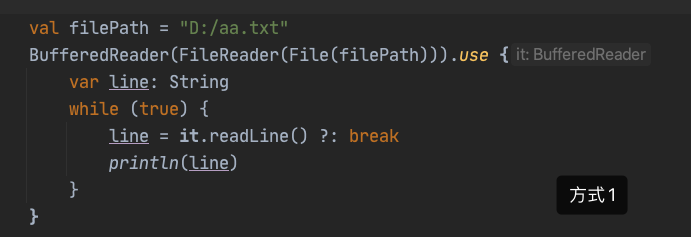 val filePath = "D:/aa.txt"
BufferedReader(FileReader(File(filePath))).use { it: BufferedReader
    var line: String
    while (true) {
        line = it.readLine() ?: break
        println(line)
    }
}
方式1